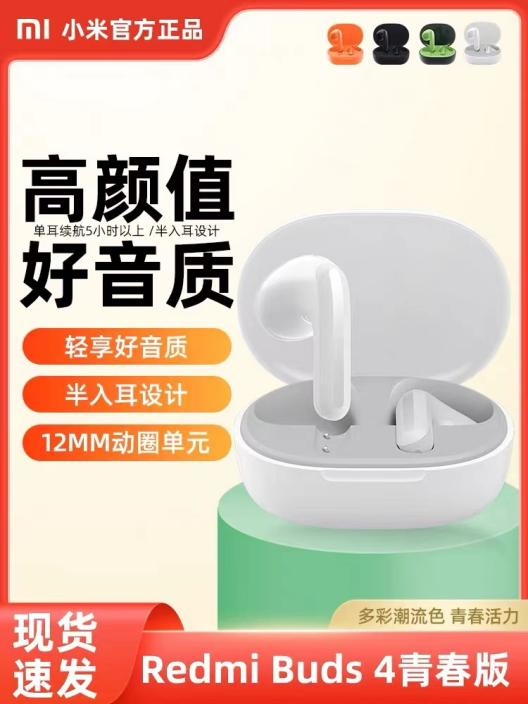 mi 小米官方正品
高颜值
单耳续航5小时以上 /半入耳设计
好音质
轻享好音质
半入耳设计
12MM动圈单元
多彩潮流色 青春活力
现货
速发
Redmi Buds 4青春版